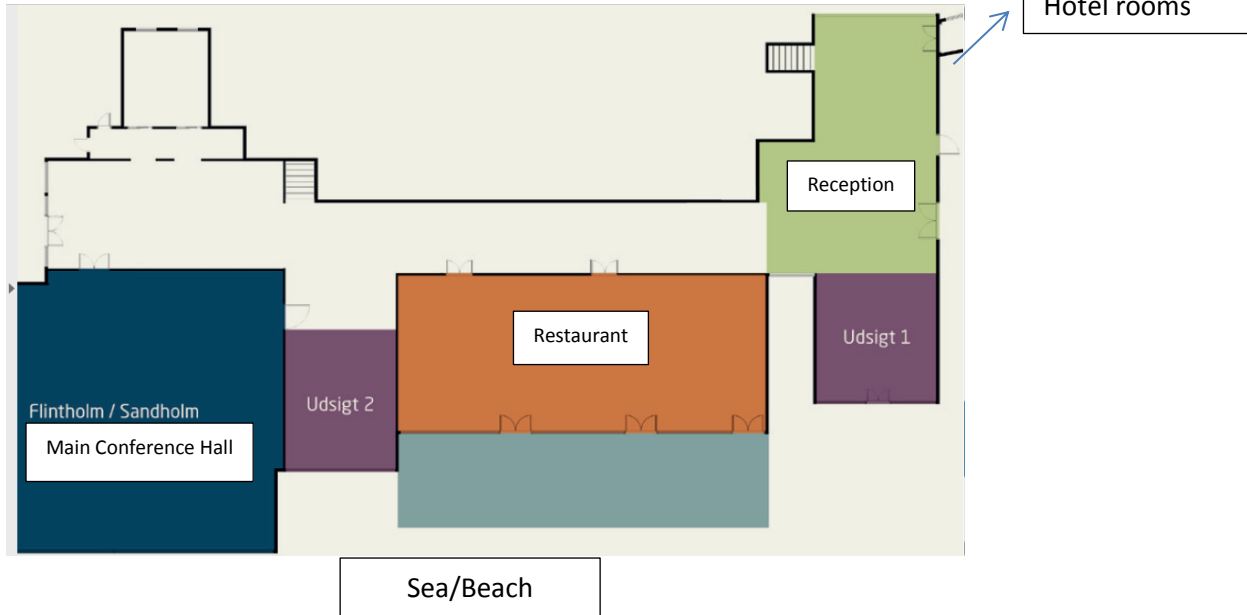 Hotel rooms
Reception
Restaurant
Udsigt 1
Udsigt 2
Flintholm / Sandholm
Main Conference Hall
Sea/Beach